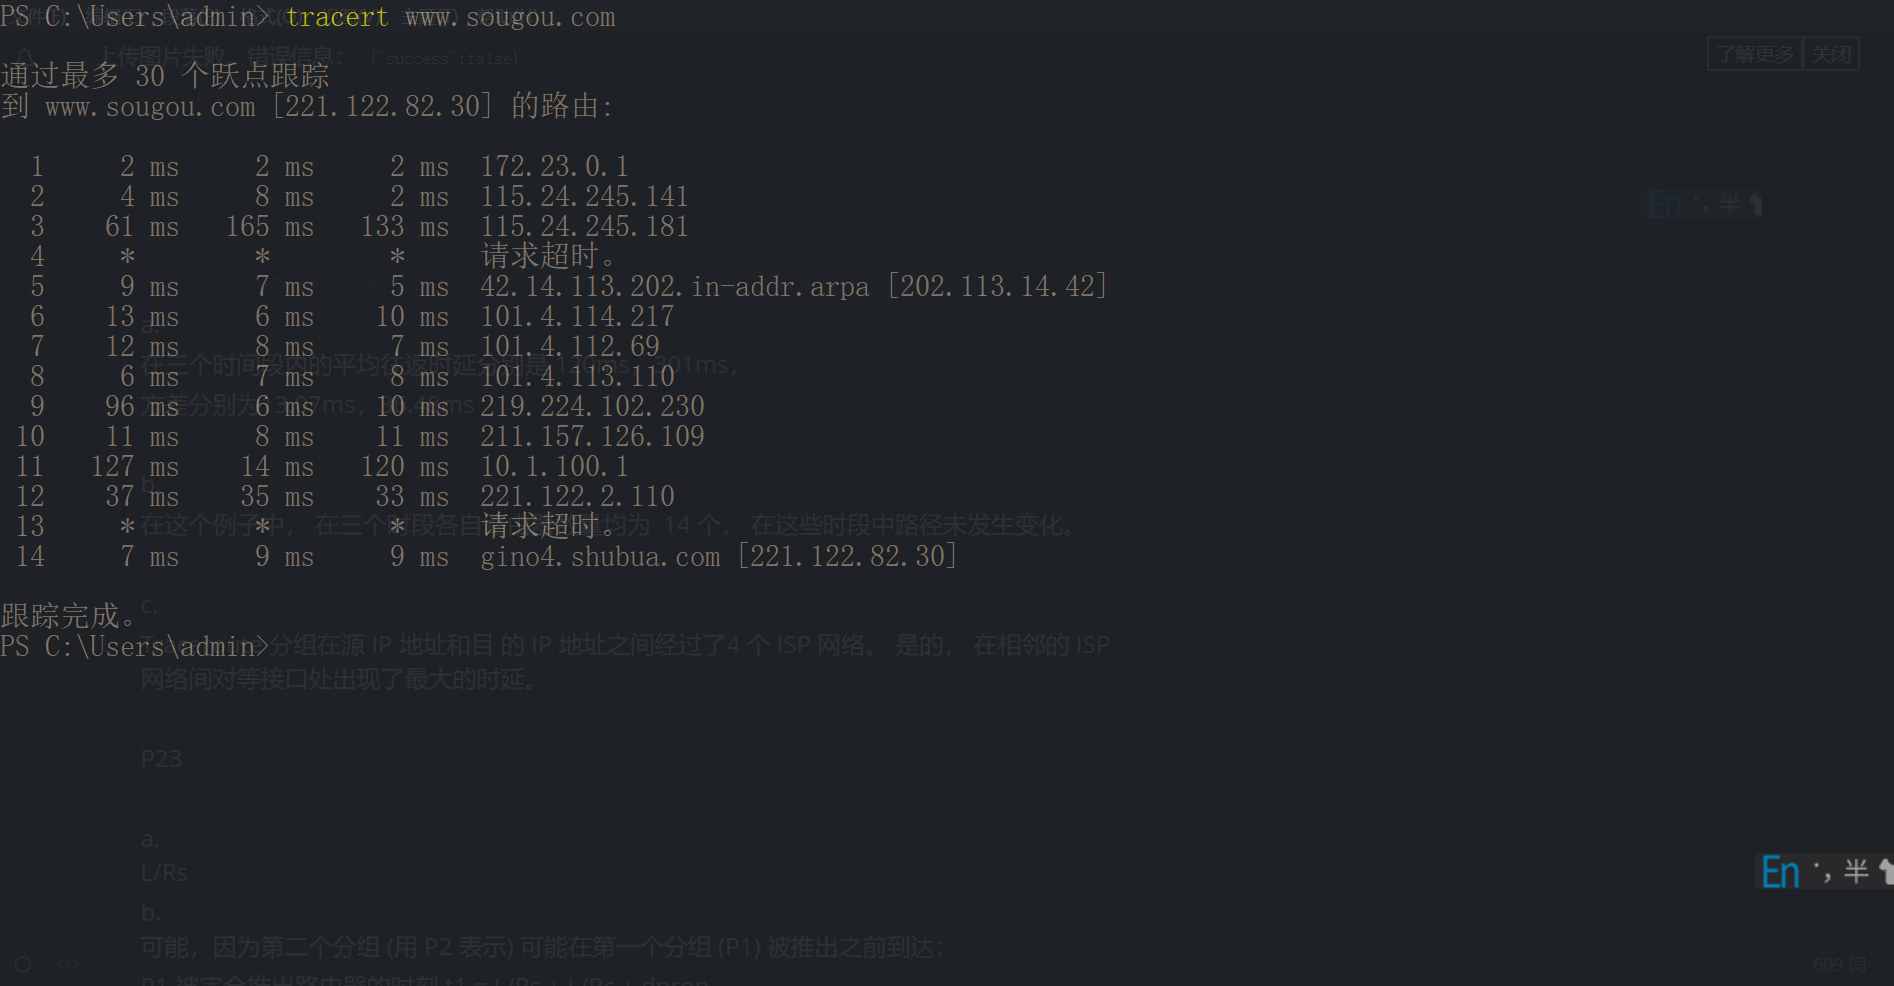 PS C:\Users\admin> tracert www.sougou.com
上传图片失败，错误信息： {"success":false}
了解更多 关闭
通过最多 30 个跃点跟踪
到 www.sougou.com [221.122.82.30] 的路由:
1 2 ms 2 ms 2 ms 172.23.0.1
2 4 ms 8 ms 2 ms 115.24.245.141
En 半
3 61 ms 165 ms 133 ms 115.24.245.181
4 * * * 请求超时。
5 9 ms 7 ms 5 ms 42.14.113.202.in-addr.arpa [202.113.14.42]
6 13 ms 6 ms 10 ms 101.4.114.217
a.
7 12 ms 8 ms 7 ms 101.4.112.69
在三个时间段内的平均往返时延分别是 120ms，301ms，
8 6 ms 7 ms 8 ms 101.4.113.110
9 96 ms 6 ms 10 ms 219.224.102.230
方差分别为
10 11 ms 8 ms 11 ms 211.157.126.109
11 127 ms 14 ms 120 ms 10.1.100.1
b.
12 37 ms 35 ms 33 ms 221.122.2.110
13 * * * 请求超时。
在这个例子中， 在三个时段各自 均为 14 个，在这些时段中路径未发生变化。
14 7 ms 9 ms 9 ms gino4.shubua.com [221.122.82.30]
c.
跟踪完成。
PS C:\Users\admin>
分组在源 IP 地址和目 的 IP 地址之间经过了4 个 ISP 网络。 是的， 在相邻的 ISP
网络间对等接口处出现了最大的时延。
P23
a.
L/Rs
En 半
b.
可能，因为第二个分组 (用 P2 表示) 可能在第一个分组 (P1) 被推出之前到达；
609 词